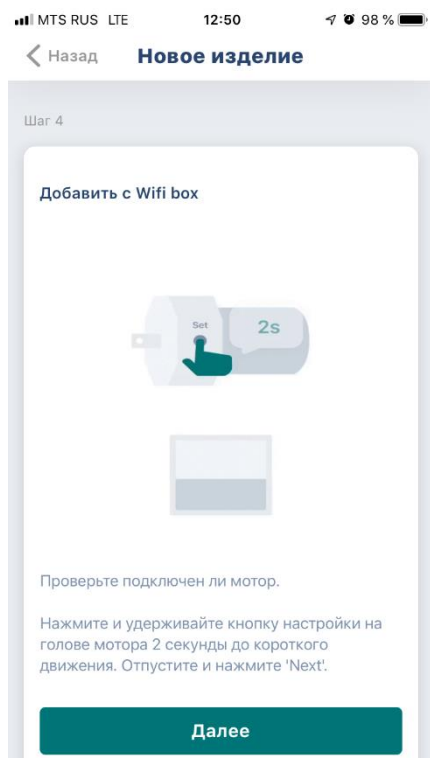 MTS RUS LTE 12:50 98 %
Назад Новое изделие
Шаг 4
Добавить с Wifi box
Set
2s
Проверьте подключен ли мотор.
Нажмите и удерживайте кнопку настройки на
голове мотора 2 секунды до короткого
движения. Отпустите и нажмите 'Next'.
Далее